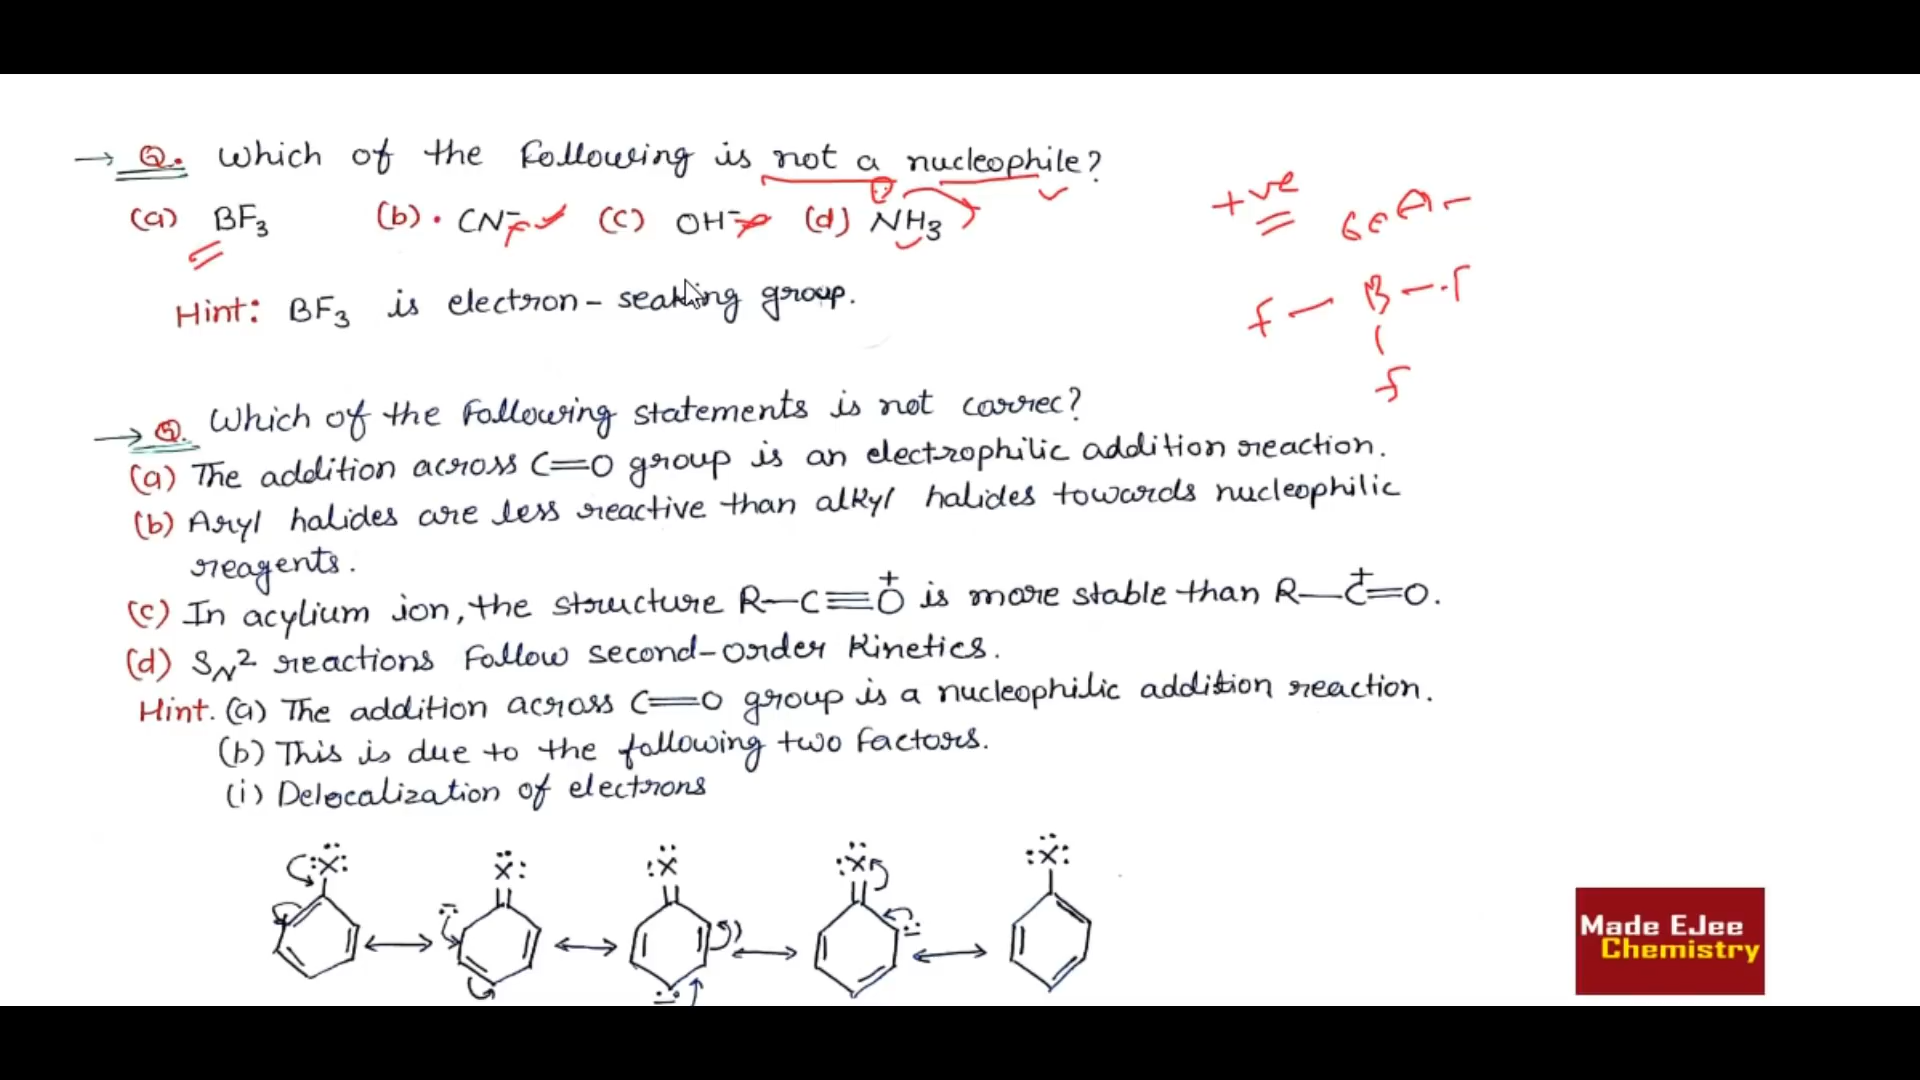 → Q. Which of the following is not a nucleophile?
(a) BF₃ (b) • CN⁻ (c) OH⁻ (d) NH₃
Hint: BF₃ is electron-seaking group.
+ve
6e
F — B — F
F
→ Q. Which of the following statements is not correc?
(a) The addition across C=O group is an electrophilic addition reaction.
(b) Aryl halides are less reactive than alkyl halides towards nucleophilic
reagents.
(c) In acylium ion, the structure R—C≡O⁺ is more stable than R—C⁺=O.
(d) SN² reactions follow second-order Kinetics.
Hint. (a) The addition across C=O group is a nucleophilic addition reaction.
(b) This is due to the following two factors.
(i) Delocalization of electrons
:Ẍ: Ẍ: :Ẍ :Ẍ :Ẍ:
Made EJee
Chemistry